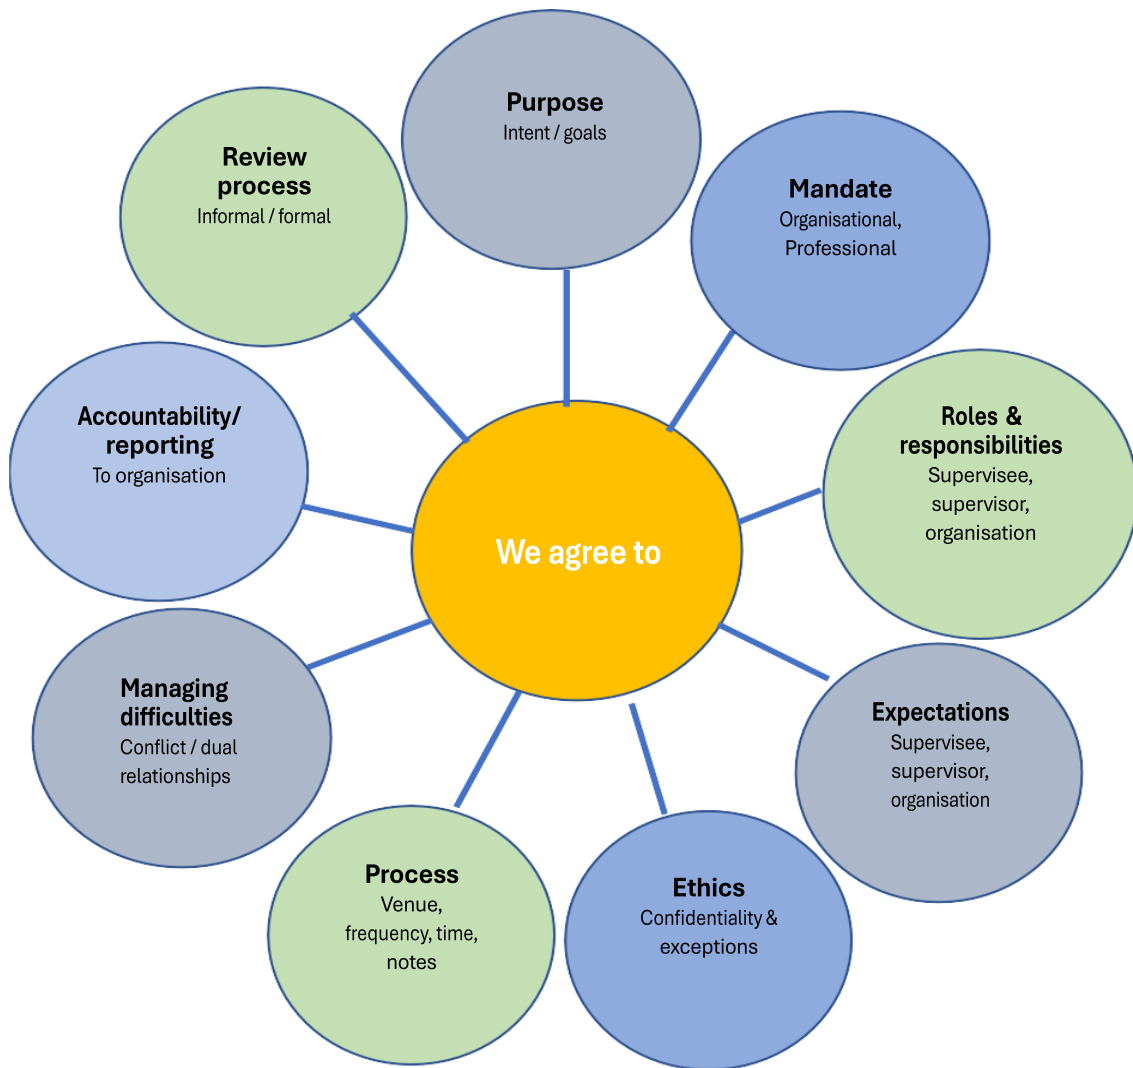 Purpose
Intent / goals
Mandate
Organisational,
Professional
Roles &
responsibilities
Supervisee,
supervisor,
organisation
Expectations
Supervisee,
supervisor,
organisation
Ethics
Confidentiality &
exceptions
Process
Venue,
frequency, time,
notes
Managing
difficulties
Conflict / dual
relationships
Accountability/
reporting
To organisation
Review
process
Informal / formal
We agree to